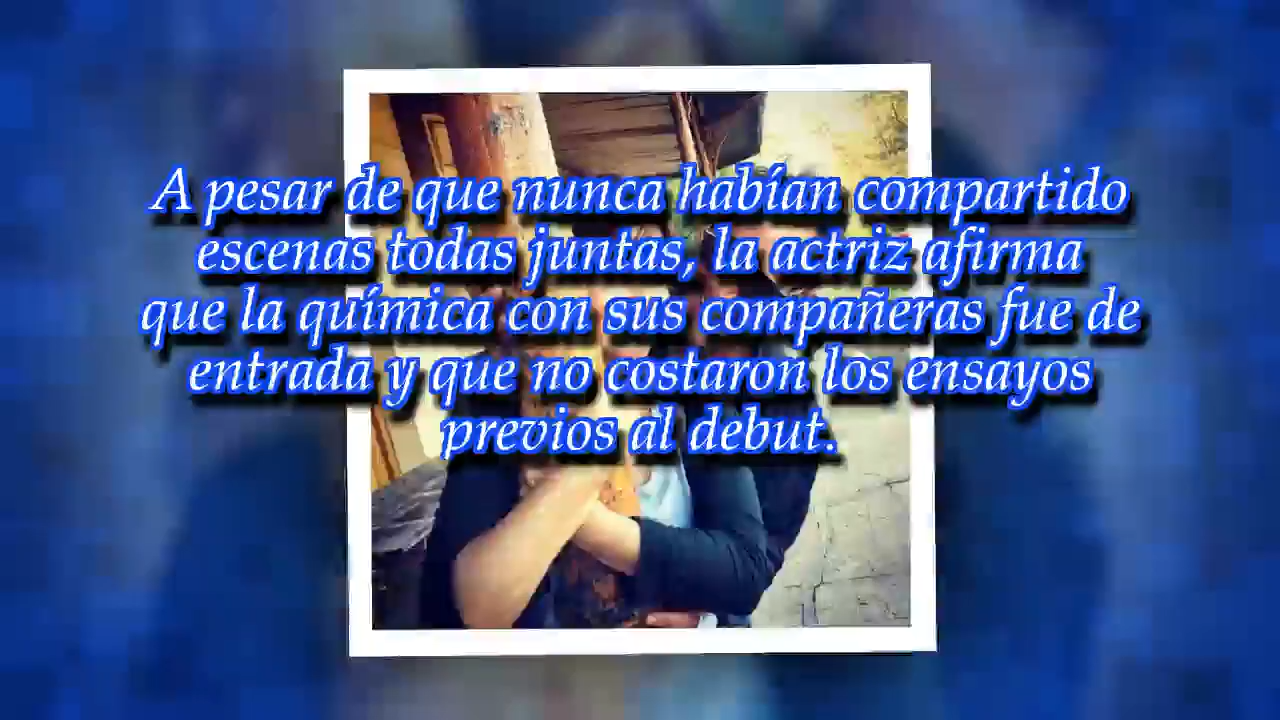 A pesar de que nunca habían compartido
escenas todas juntas, la actriz afirma
que la química con sus compañeras fue de
entrada y que no costaron los ensayos
previos al debut.